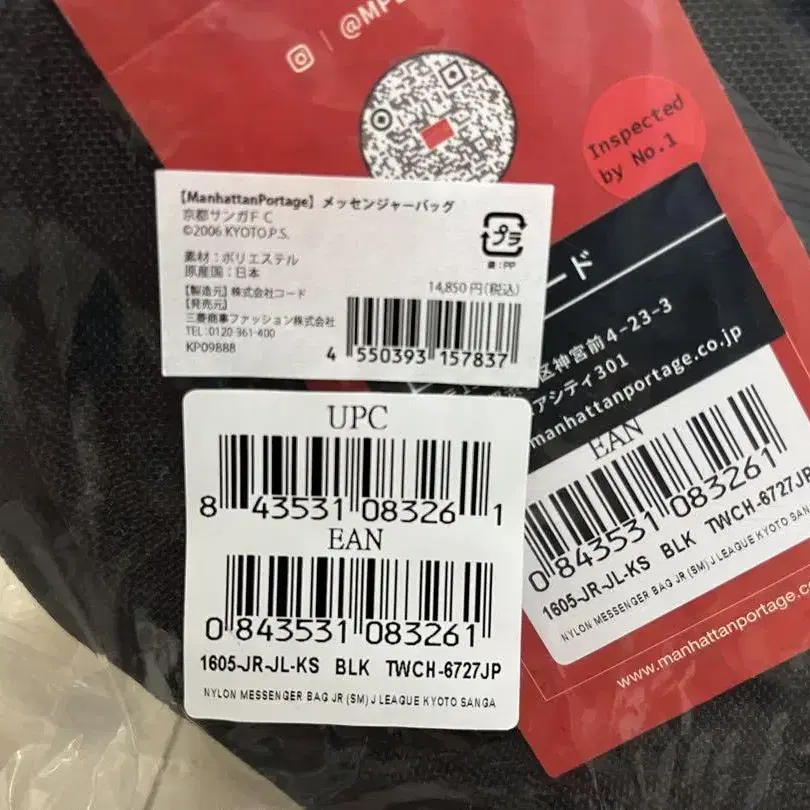 @MP
Inspected
by No.1
【ManhattanPortage】メッセンジャーバッグ
京都サンガＦＣ
©2006 KYOTO.P.S.
プラ
素材：ポリエステル
原産国：日本
14,850円(税込)
【製造元】株式会社コード
【発売元】
三菱商事ファッション株式会社
TEL:0120-361-400
KP09888
4 550393 157837
ード
区神宮前4-23-3
アシティ301
manhattanportage.co.jp
UPC
8 43531 08326 1
EAN
0 843531 083261
1605-JR-JL-KS BLK TWCH-6727JP
NYLON MESSENGER BAG JR (SM) J LEAGUE KYOTO SANGA
EAN
0 843531 083261
1605-JR-JL-KS BLK TWCH-6727JP
NYLON MESSENGER BAG JR (SM) J LEAGUE KYOTO SANGA
www.manhattanportage.co